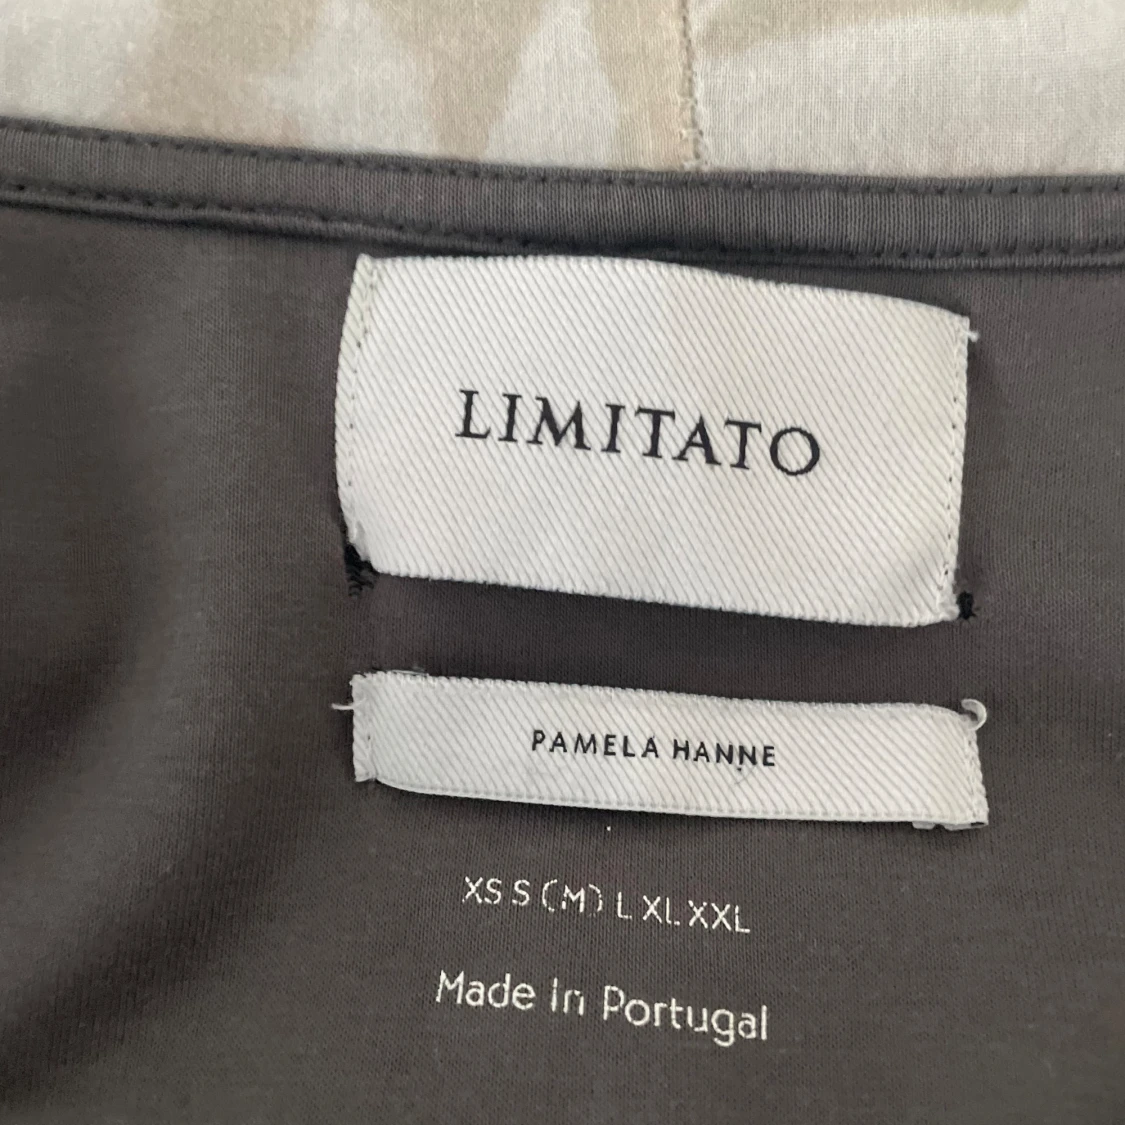 LIMITATO
PAMELA HANNE
XS S (M) L XL XXL
Made in Portugal